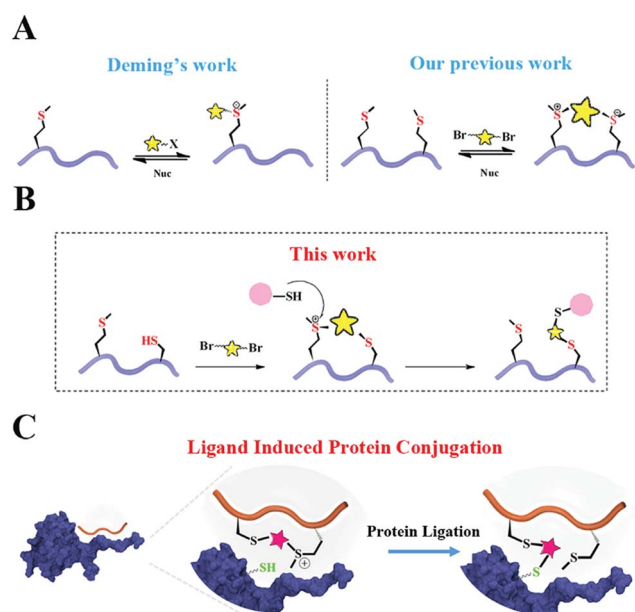 A
Deming's work
Our previous work
S
X
Nuc
S
⊖
S
S
Br Br
Nuc
⊕
S
S
⊖
B
This work
SH
S
HS
Br Br
⊕
S
S
S
S
S
C
Ligand Induced Protein Conjugation
S
S
⊕
SH
Protein Ligation
S
S
S